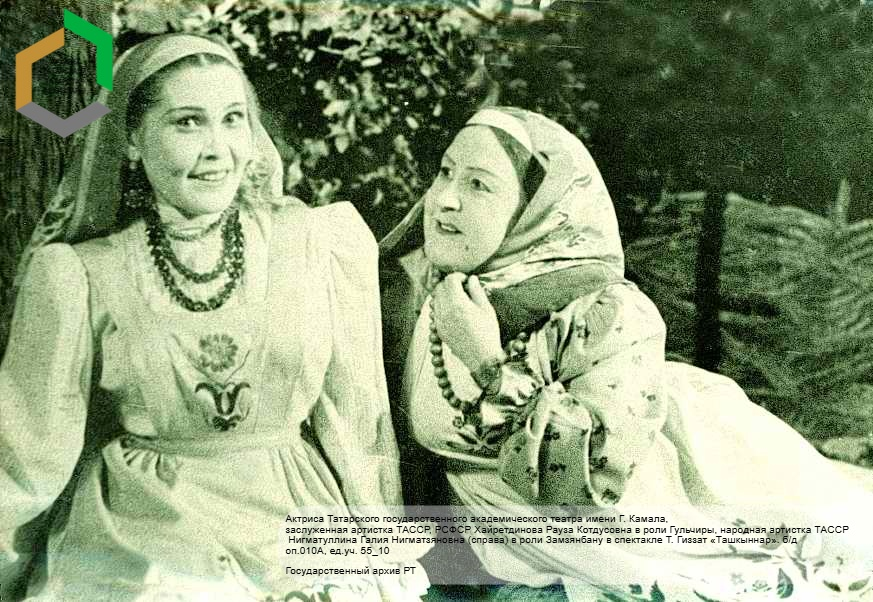 Актриса Татарского государственного академического театра имени Г. Камала,
заслуженная артистка ТАССР, РСФСР Хайретдинова Рауза Котдусовна в роли Гульчиры, народная артистка ТАССР
Нигматуллина Галия Нигматзяновна (справа) в роли Замзянбану в спектакле Т. Гиззат «Ташкыннар». б/д
оп.010А, ед.уч. 55_10
Государственный архив РТ